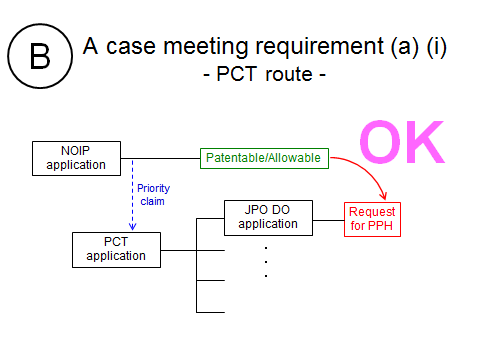 B
A case meeting requirement (a) (i)
- PCT route -
OK
NOIP
application
Patentable/Allowable
Priority
claim
JPO DO
application
Request
for PPH
PCT
application